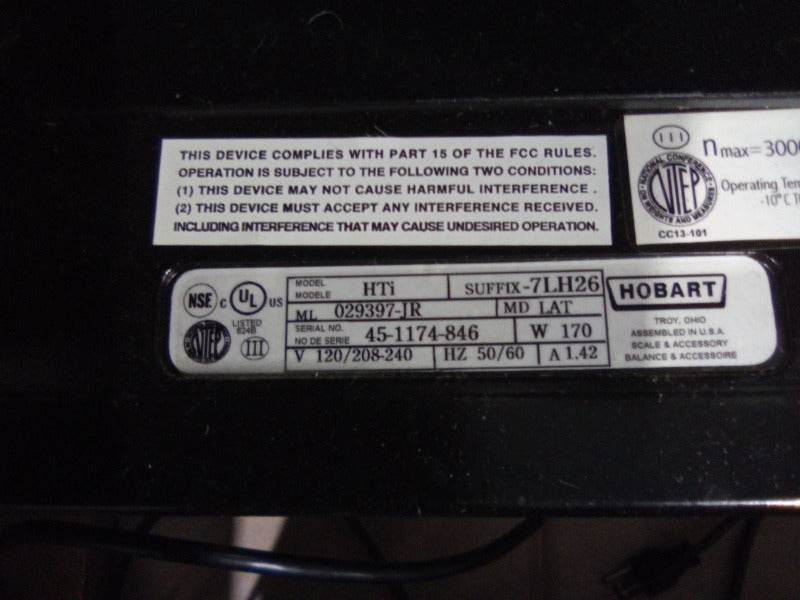 THIS DEVICE COMPLIES WITH PART 15 OF THE FCC RULES.
OPERATION IS SUBJECT TO THE FOLLOWING TWO CONDITIONS:
(1) THIS DEVICE MAY NOT CAUSE HARMFUL INTERFERENCE .
(2) THIS DEVICE MUST ACCEPT ANY INTERFERENCE RECEIVED.
INCLUDING INTERFERENCE THAT MAY CAUSE UNDESIRED OPERATION.
III
nmax=3000
NATIONAL CONFERENCE ON WEIGHTS AND MEASURES
NTEP
Operating Tem
-10°C T
CC13-101
NSF C UL US
LISTED
624B
NTEP III
MODEL
MODELE HTi SUFFIX-7LH26
ML 029397-JR MD LAT
SERIAL NO.
NO DE SERIE 45-1174-846 W 170
V 120/208-240 HZ 50/60 A 1.42
HOBART
TROY, OHIO
ASSEMBLED IN U.S.A.
SCALE & ACCESSORY
BALANCE & ACCESSOIRE